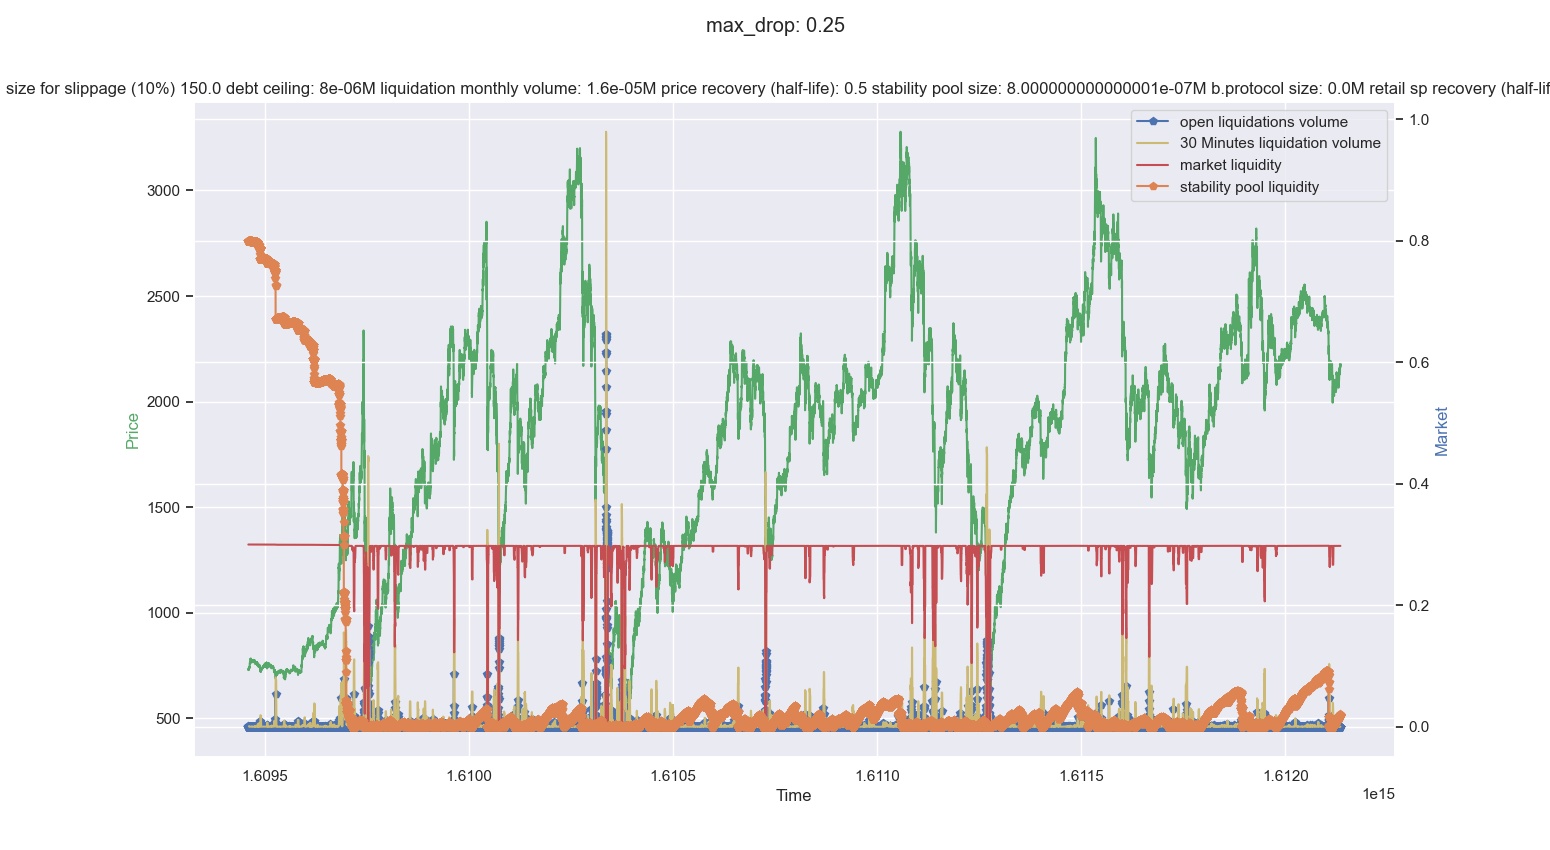 max_drop: 0.25
size for slippage (10%) 150.0 debt ceiling: 8e-06M liquidation monthly volume: 1.6e-05M price recovery (half-life): 0.5 stability pool size: 8.000000000000001e-07M b.protocol size: 0.0M retail sp recovery (half-lif
open liquidations volume
30 Minutes liquidation volume
market liquidity
stability pool liquidity
Price
3000
2500
2000
1500
1000
500
1.0
0.8
0.6
0.4
0.2
0.0
Market
1.6095 1.6100 1.6105 1.6110 1.6115 1.6120
Time
1e15